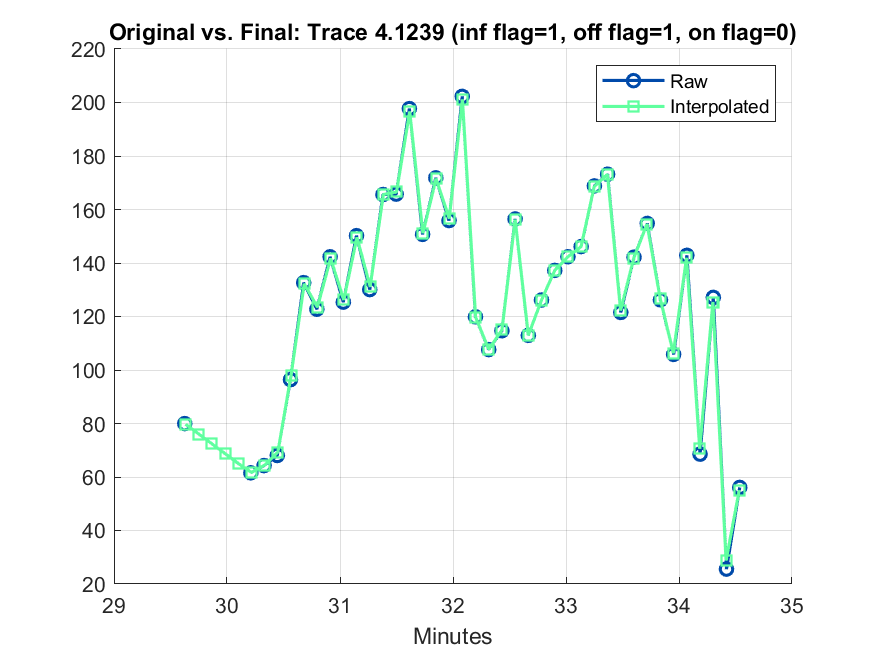 Original vs. Final: Trace 4.1239 (inf flag=1, off flag=1, on flag=0)
220
200
180
160
140
120
100
80
60
40
20
Raw
Interpolated
29 30 31 32 33 34 35
Minutes